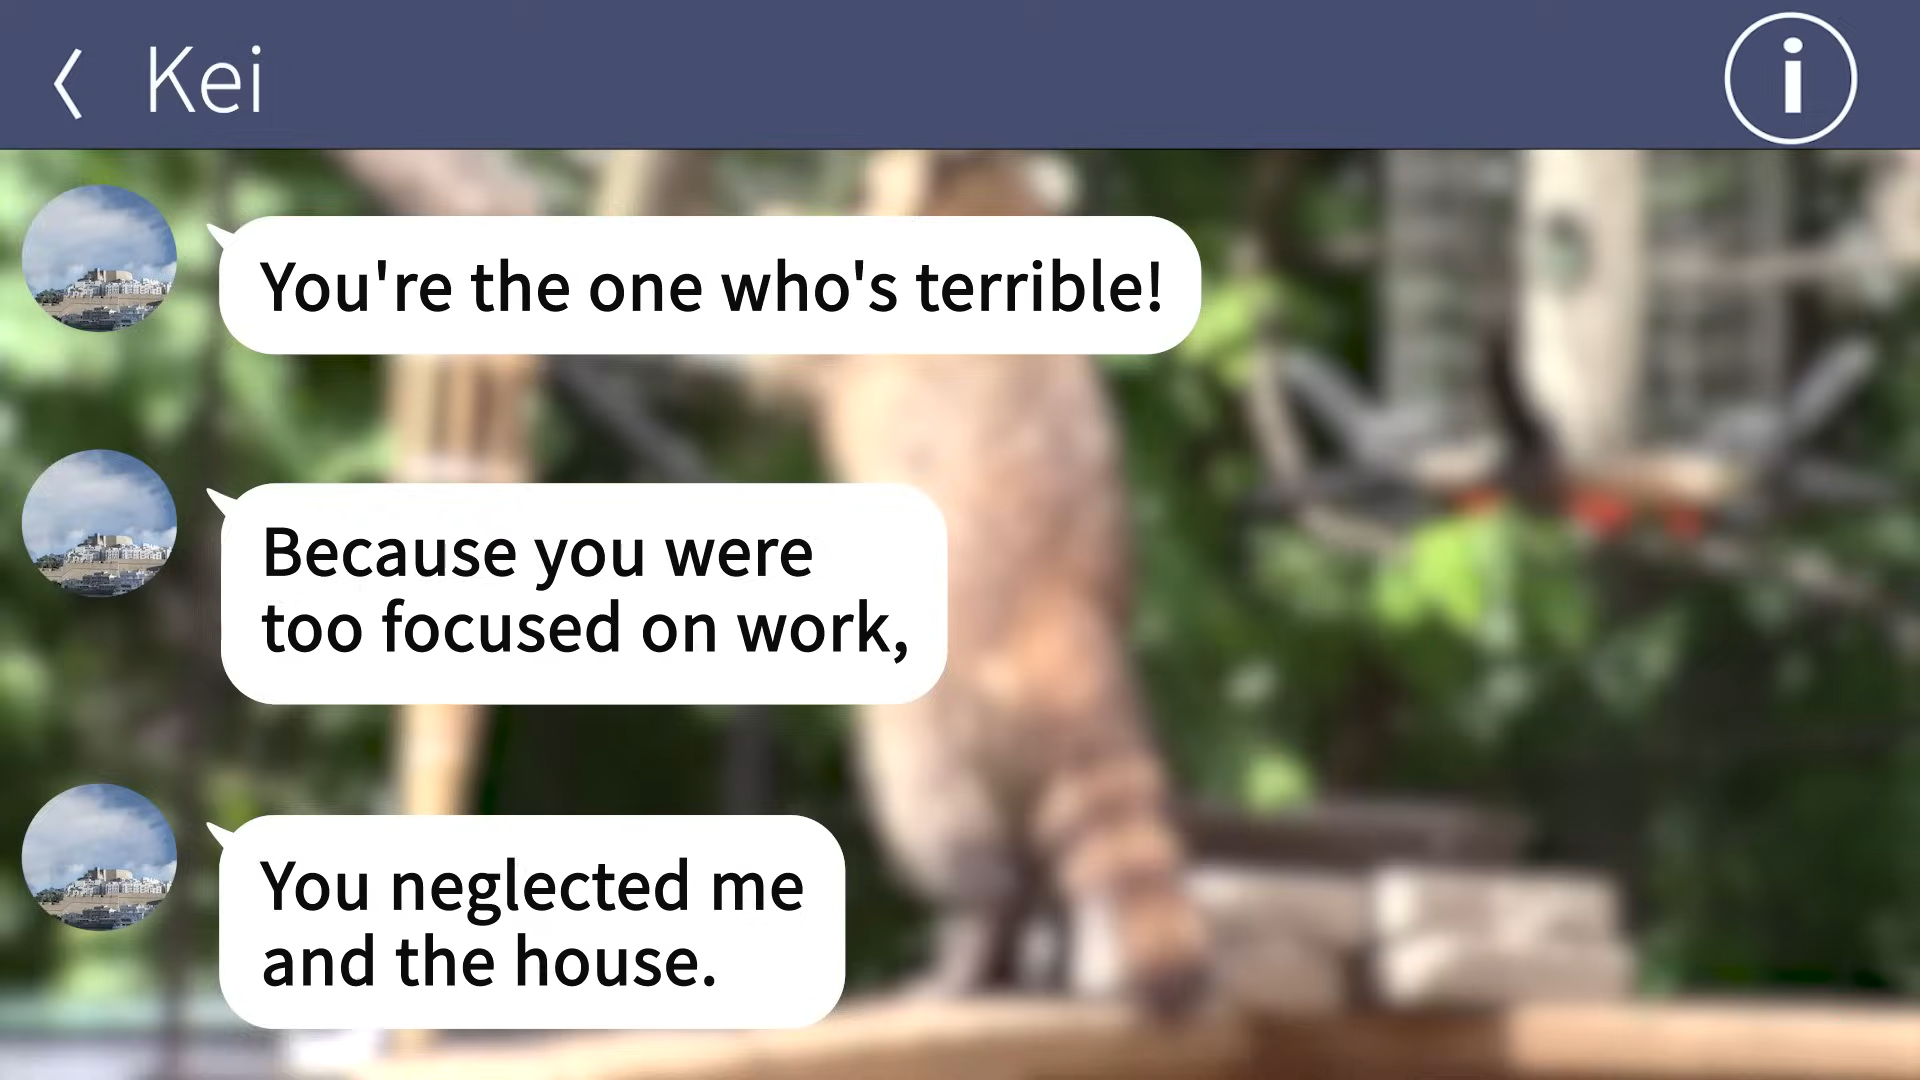 Kei
You're the one who's terrible!
Because you were
too focused on work,
You neglected me
and the house.